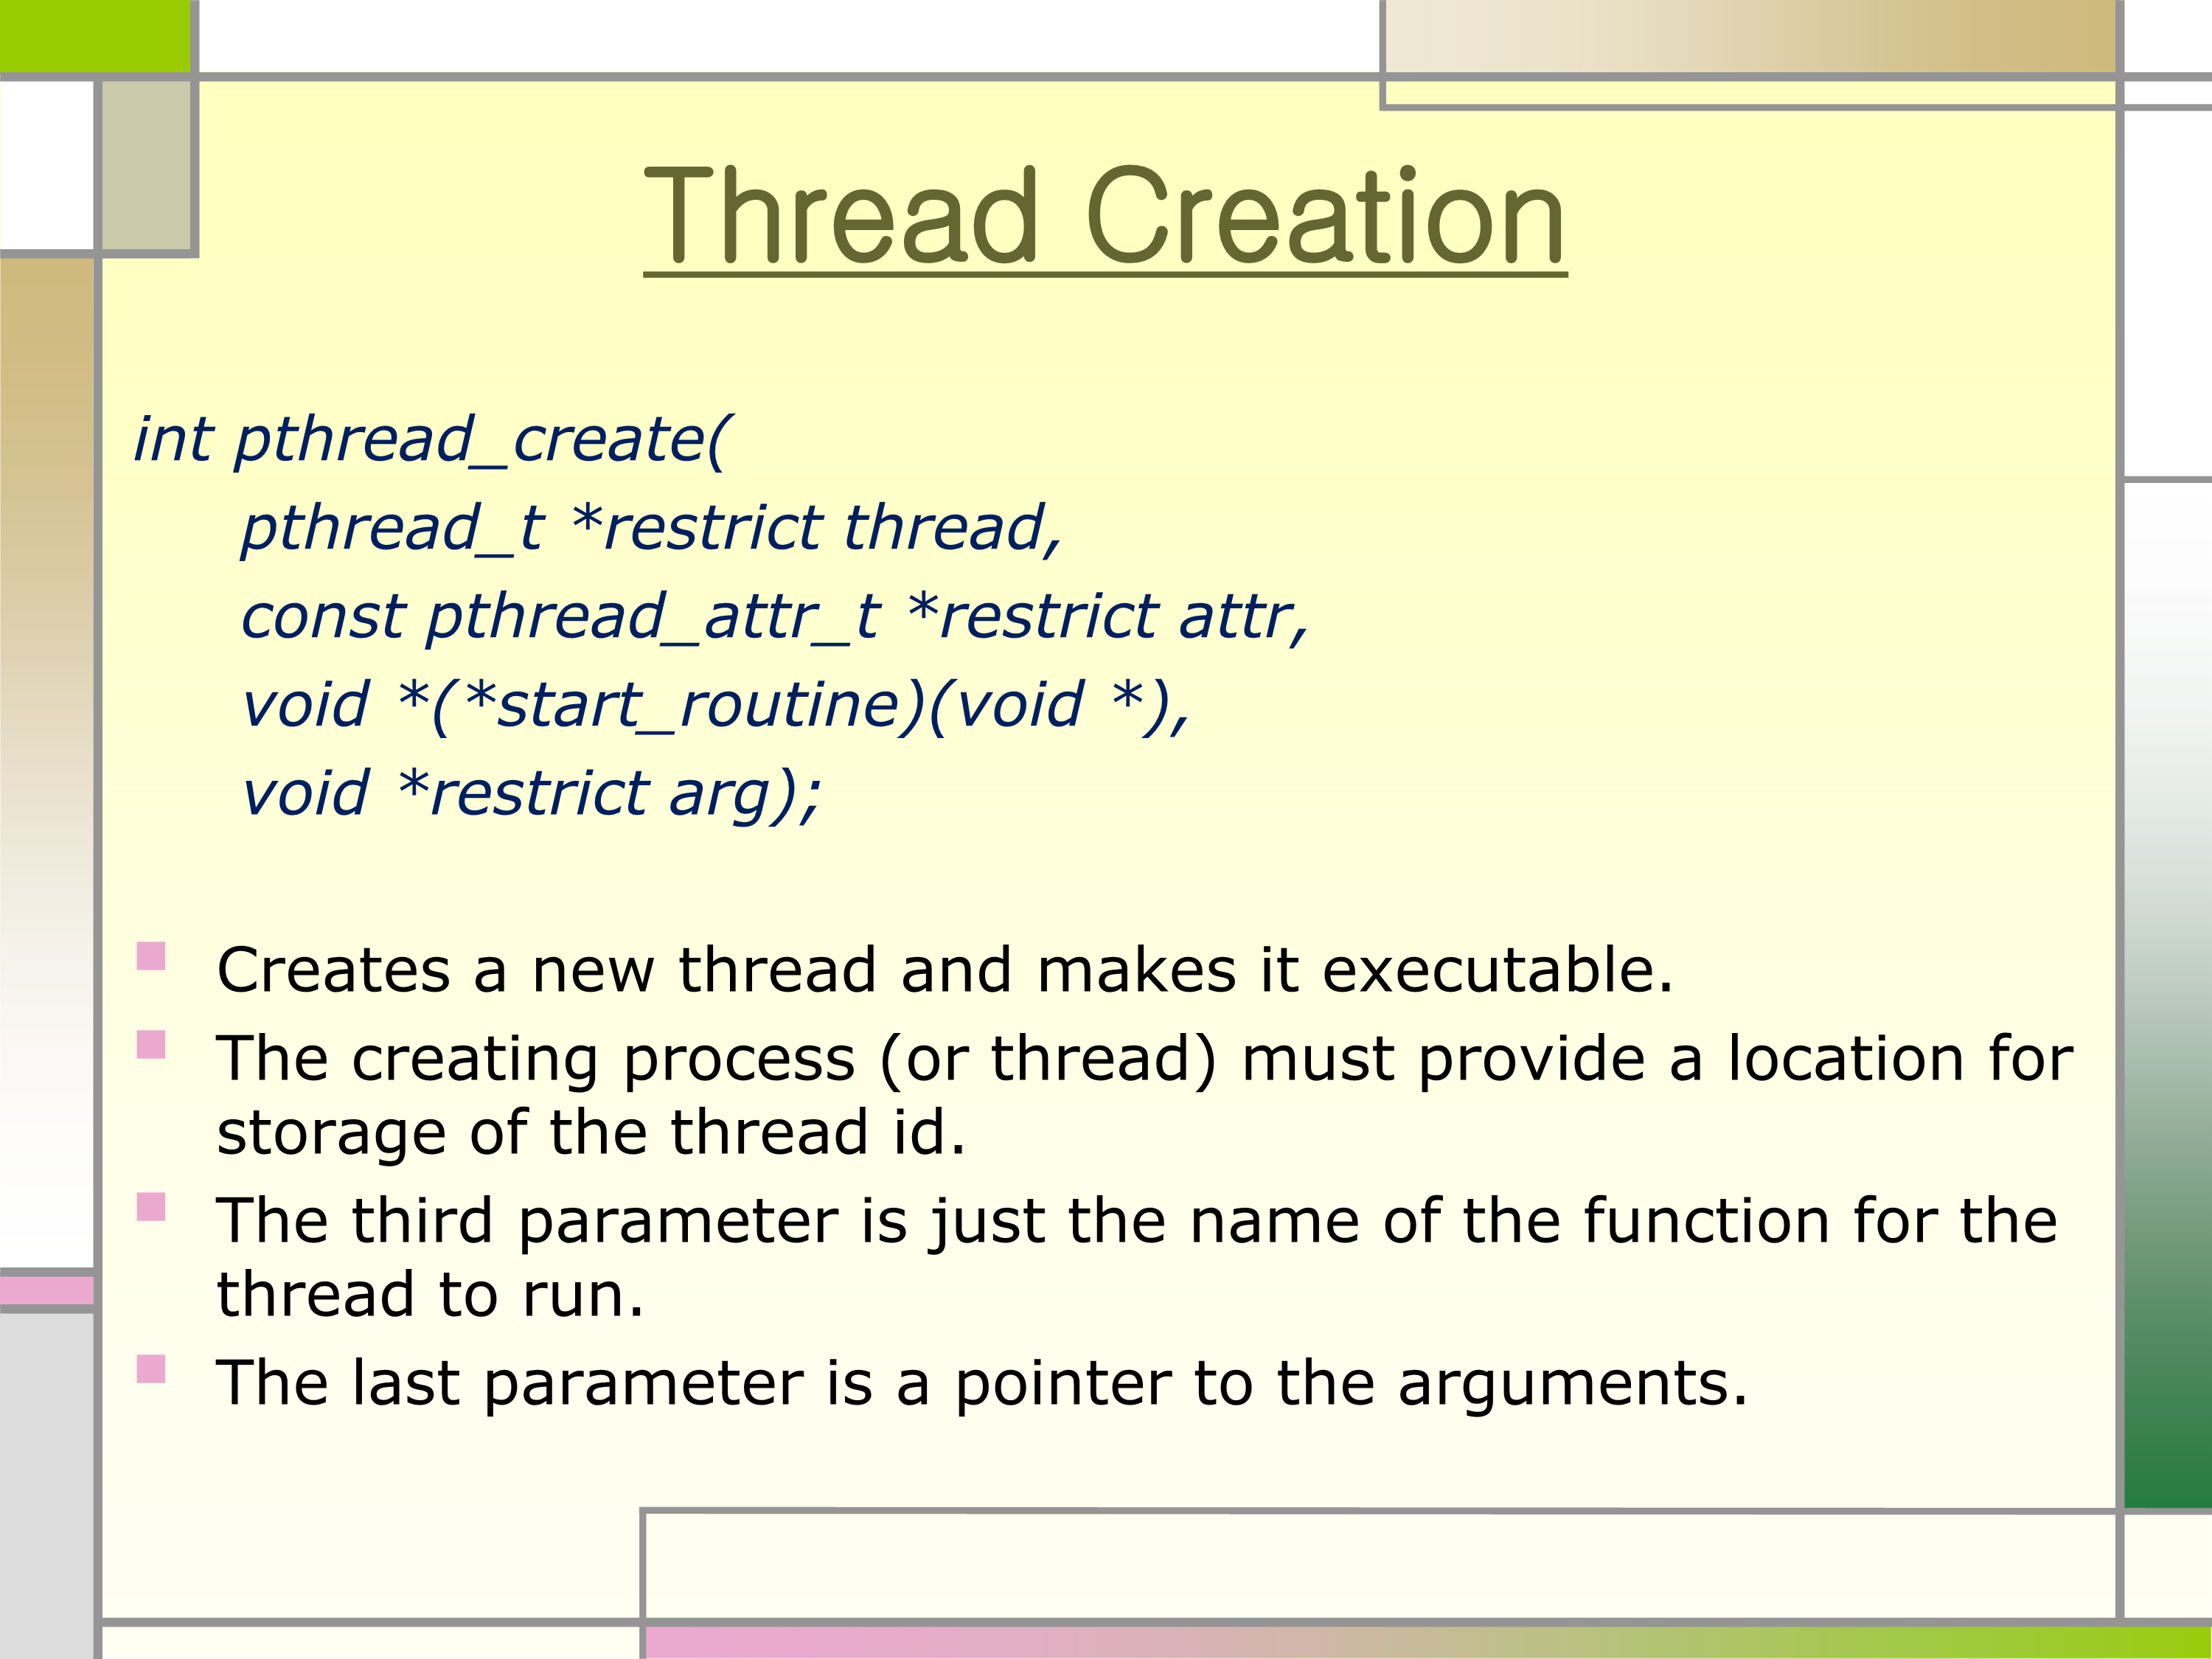 Thread Creation
int pthread_create(
pthread_t *restrict thread,
const pthread_attr_t *restrict attr,
void *(*start_routine)(void *),
void *restrict arg);
Creates a new thread and makes it executable.
The creating process (or thread) must provide a location for
storage of the thread id.
The third parameter is just the name of the function for the
thread to run.
The last parameter is a pointer to the arguments.